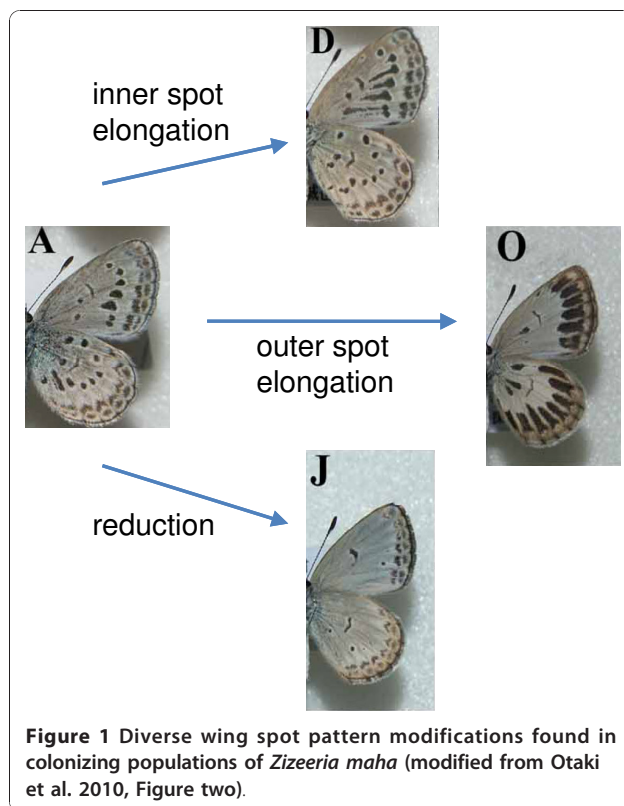 D
inner spot
elongation
A
O
outer spot
elongation
J
reduction
Figure 1 Diverse wing spot pattern modifications found in
colonizing populations of Zizeeria maha (modified from Otaki
et al. 2010, Figure two).